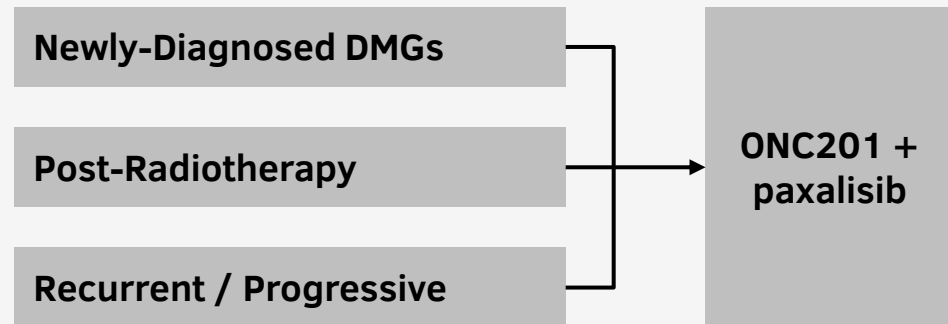 Newly-Diagnosed DMGs
Post-Radiotherapy
Recurrent / Progressive
ONC201 +
paxalisib